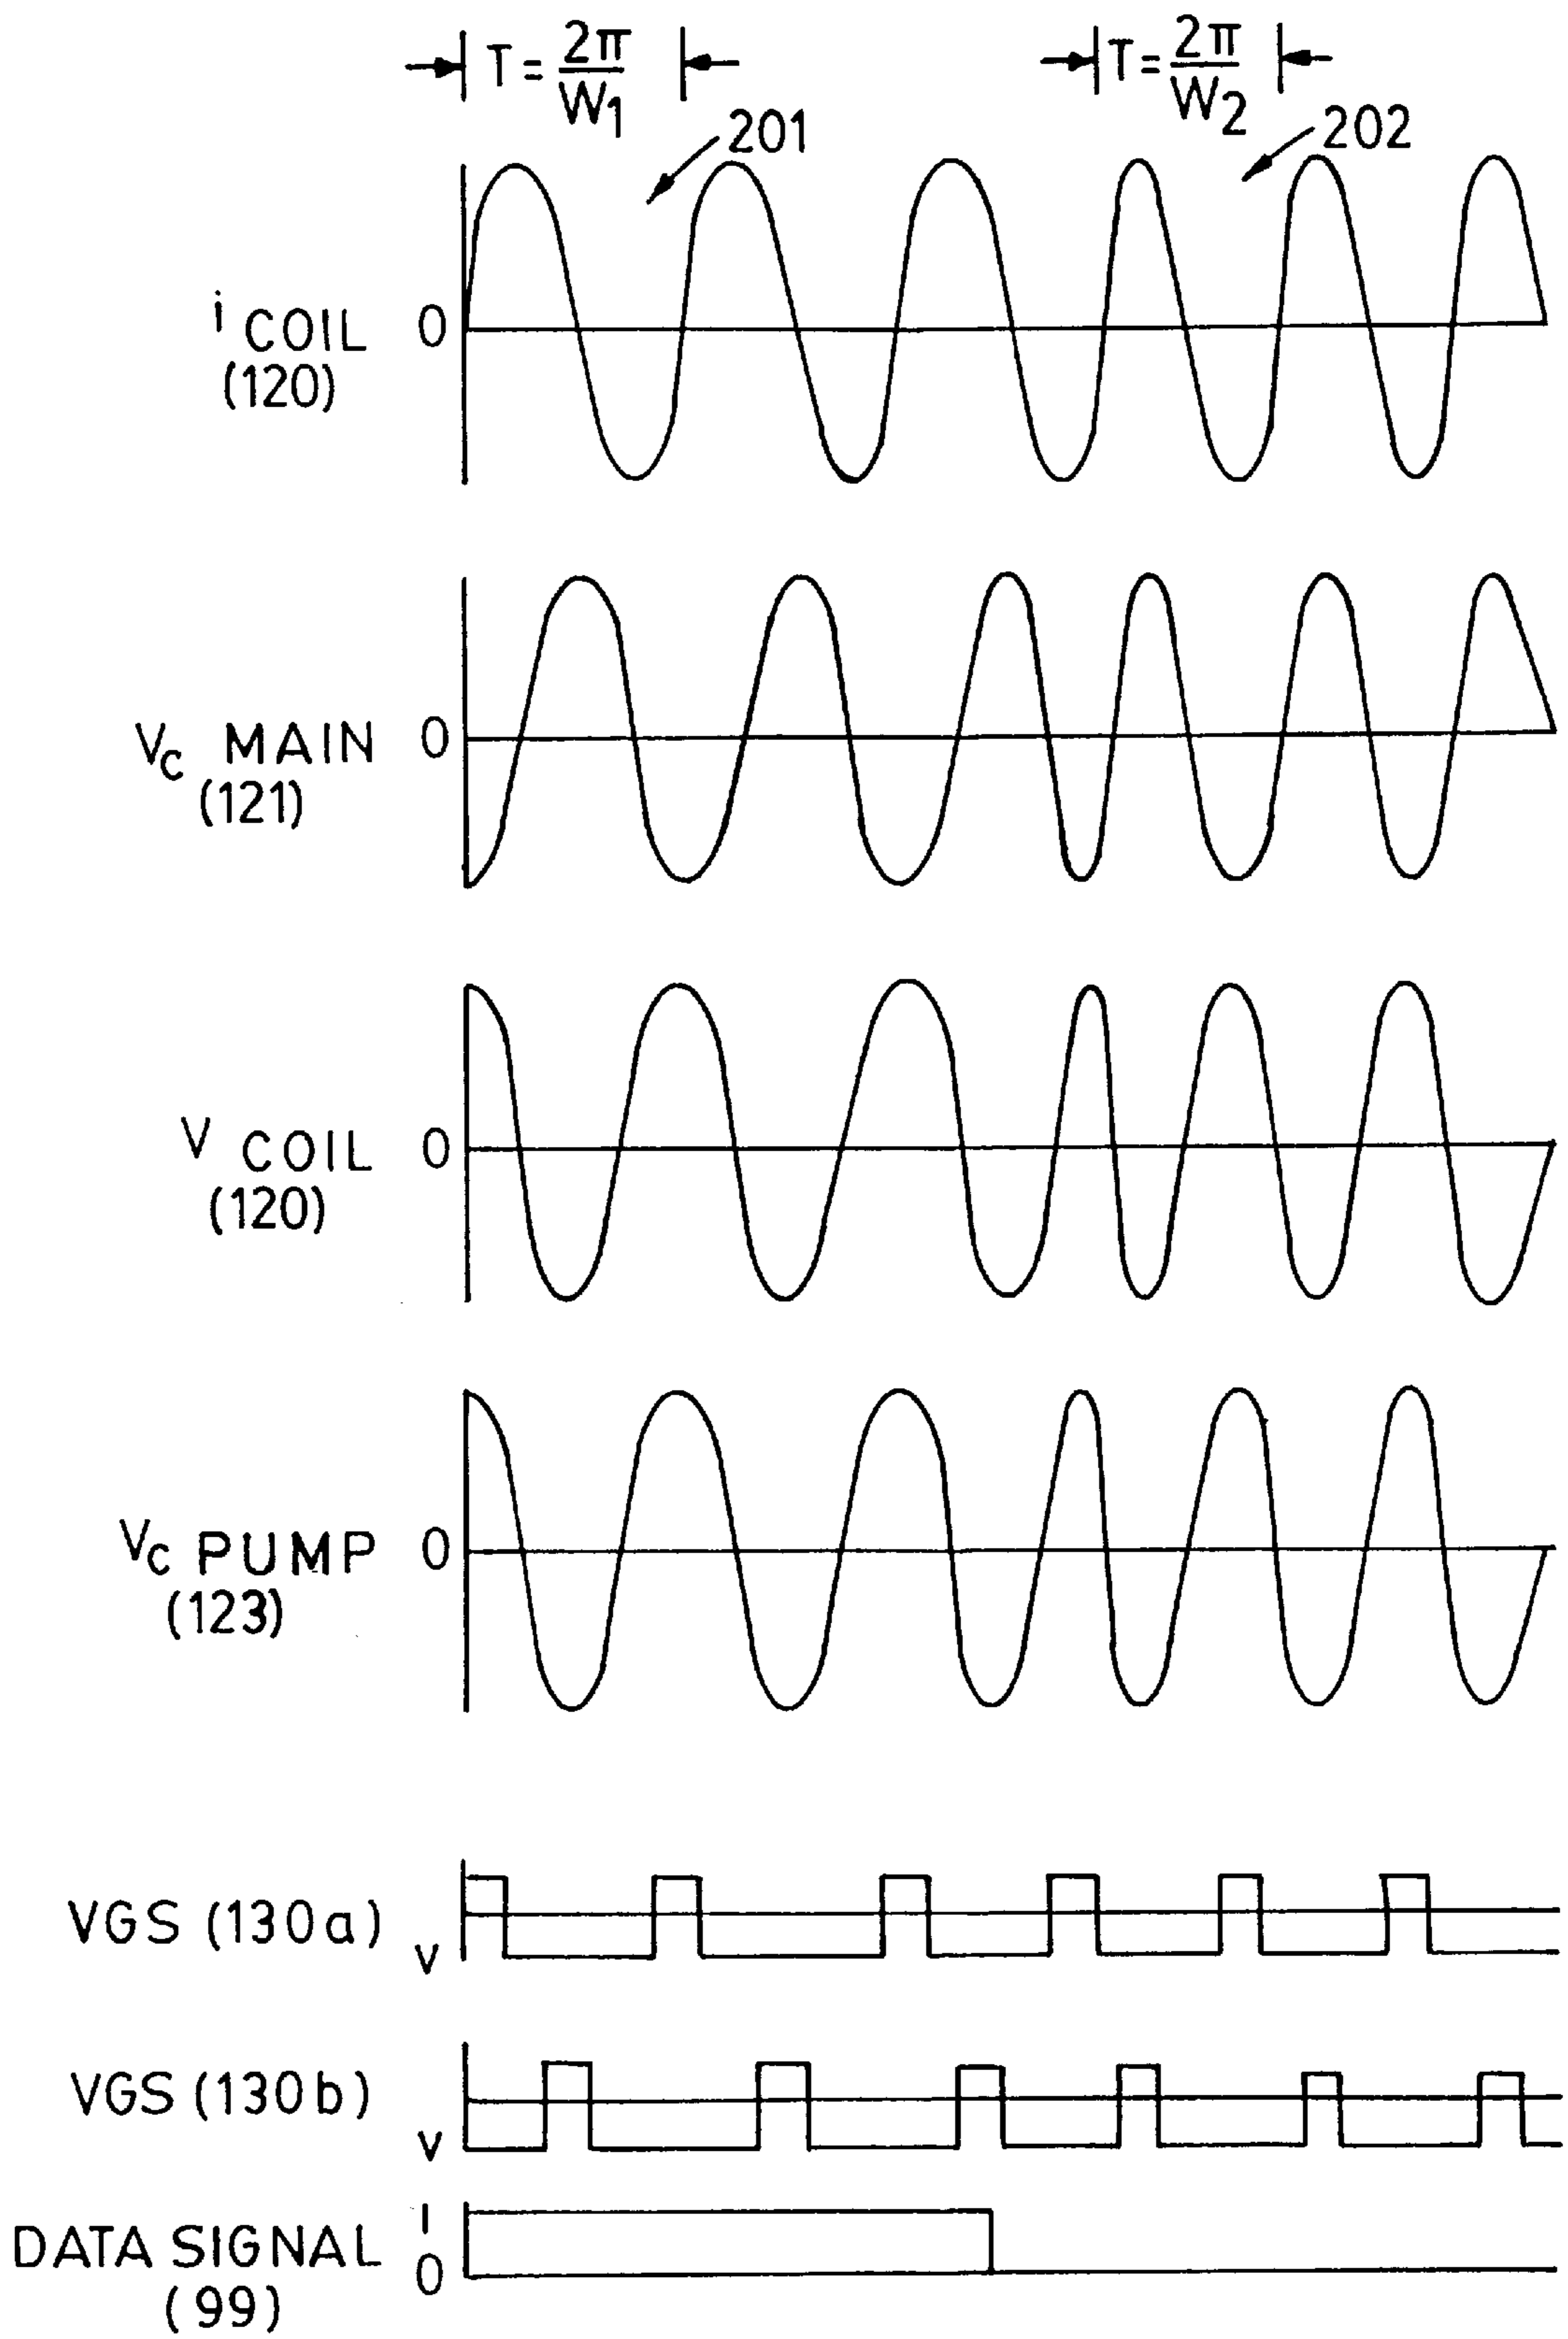 T = 2π/W1
T = 2π/W2
201
202
i COIL 0
(120)
Vc MAIN 0
(121)
V COIL 0
(120)
Vc PUMP 0
(123)
VGS (130a)
V
VGS (130b)
V
DATA SIGNAL 1
0
(99)